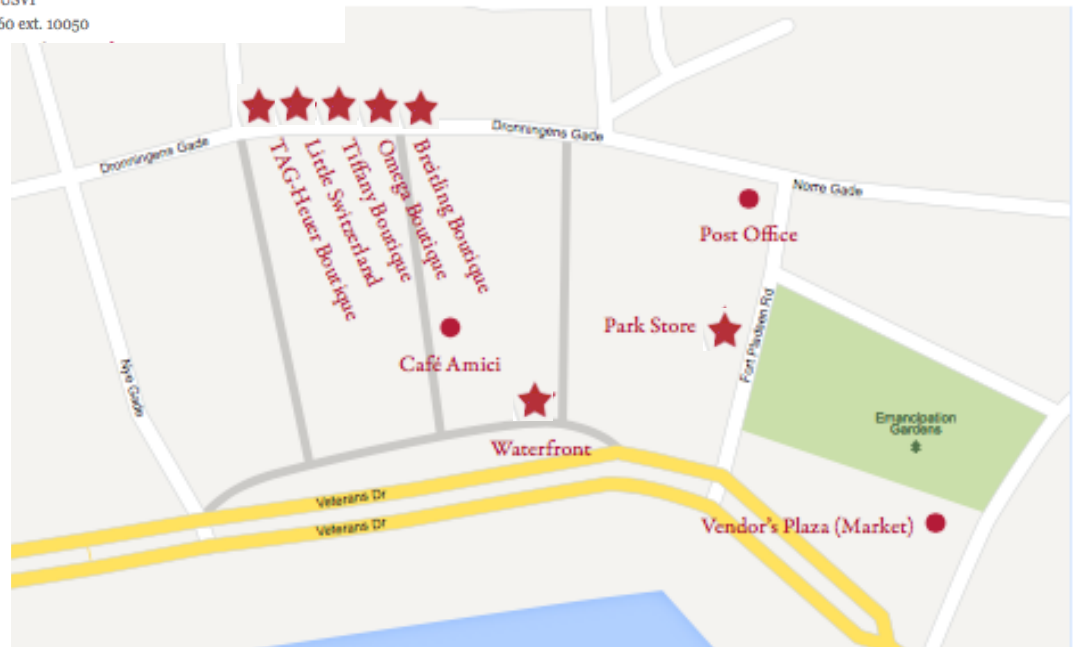 USVI
60 ext. 10050
Dronningens Gade
Dronningens Gade
Norre Gade
TAG-Heuer Boutique
Little Switzerland
Tiffany Boutique
Omega Boutique
Breitling Boutique
Post Office
Park Store
Fort Pladsen Rd
Café Amici
Nye Gade
Emancipation
Gardens
Waterfront
Veterans Dr
Veterans Dr
Vendor's Plaza (Market)